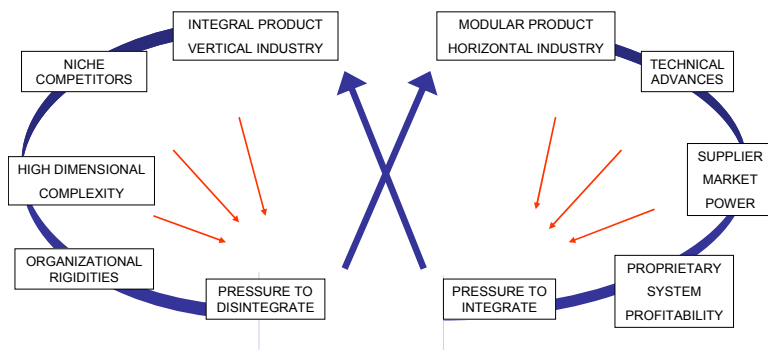 INTEGRAL PRODUCT
VERTICAL INDUSTRY
MODULAR PRODUCT
HORIZONTAL INDUSTRY
NICHE
COMPETITORS
TECHNICAL
ADVANCES
HIGH DIMENSIONAL
COMPLEXITY
SUPPLIER
MARKET
POWER
ORGANIZATIONAL
RIGIDITIES
PRESSURE TO
DISINTEGRATE
PRESSURE TO
INTEGRATE
PROPRIETARY
SYSTEM
PROFITABILITY